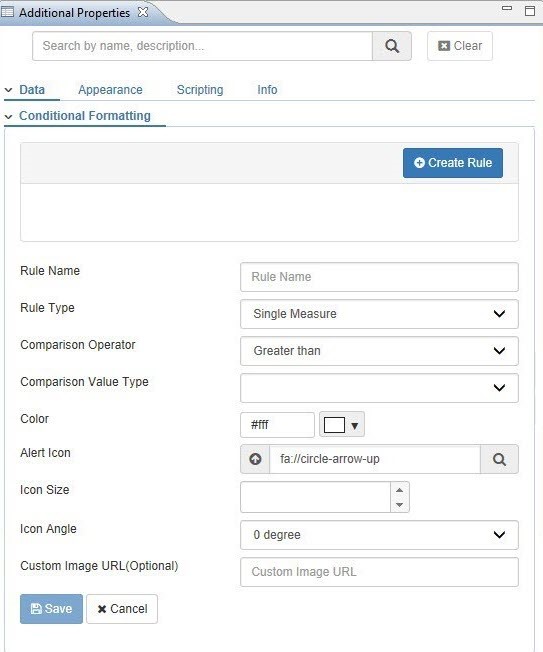 Additional Properties
Search by name, description...
Clear
Data Appearance Scripting Info
Conditional Formatting
Create Rule
Rule Name Rule Name
Rule Type Single Measure
Comparison Operator Greater than
Comparison Value Type
Color #fff
Alert Icon fa://circle-arrow-up
Icon Size
Icon Angle 0 degree
Custom Image URL(Optional) Custom Image URL
Save Cancel